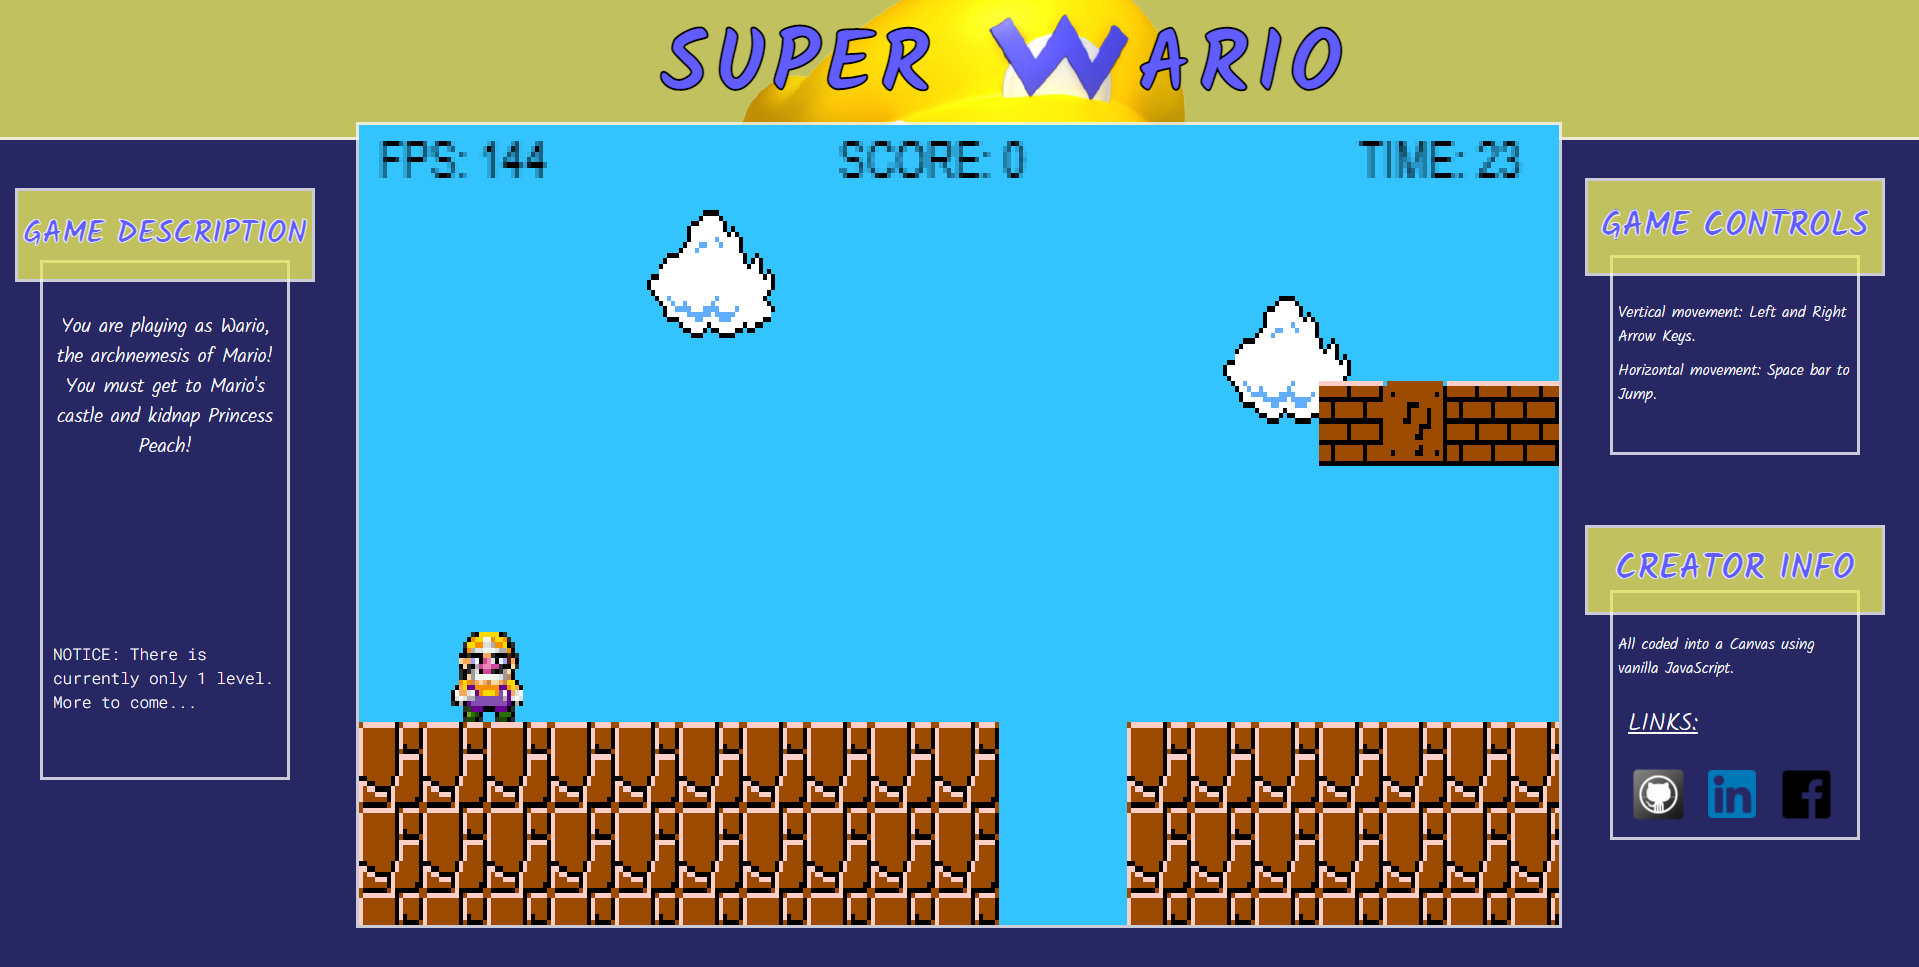 SUPER WARIO
FPS: 144
SCORE: 0
TIME: 23
GAME DESCRIPTION
You are playing as Wario,
the archnemesis of Mario!
You must get to Mario's
castle and kidnap Princess
Peach!
NOTICE: There is
currently only 1 level.
More to come...
?
GAME CONTROLS
Vertical movement: Left and Right
Arrow Keys.
Horizontal movement: Space bar to
Jump.
CREATOR INFO
All coded into a Canvas using
vanilla JavaScript.
LINKS:
in f